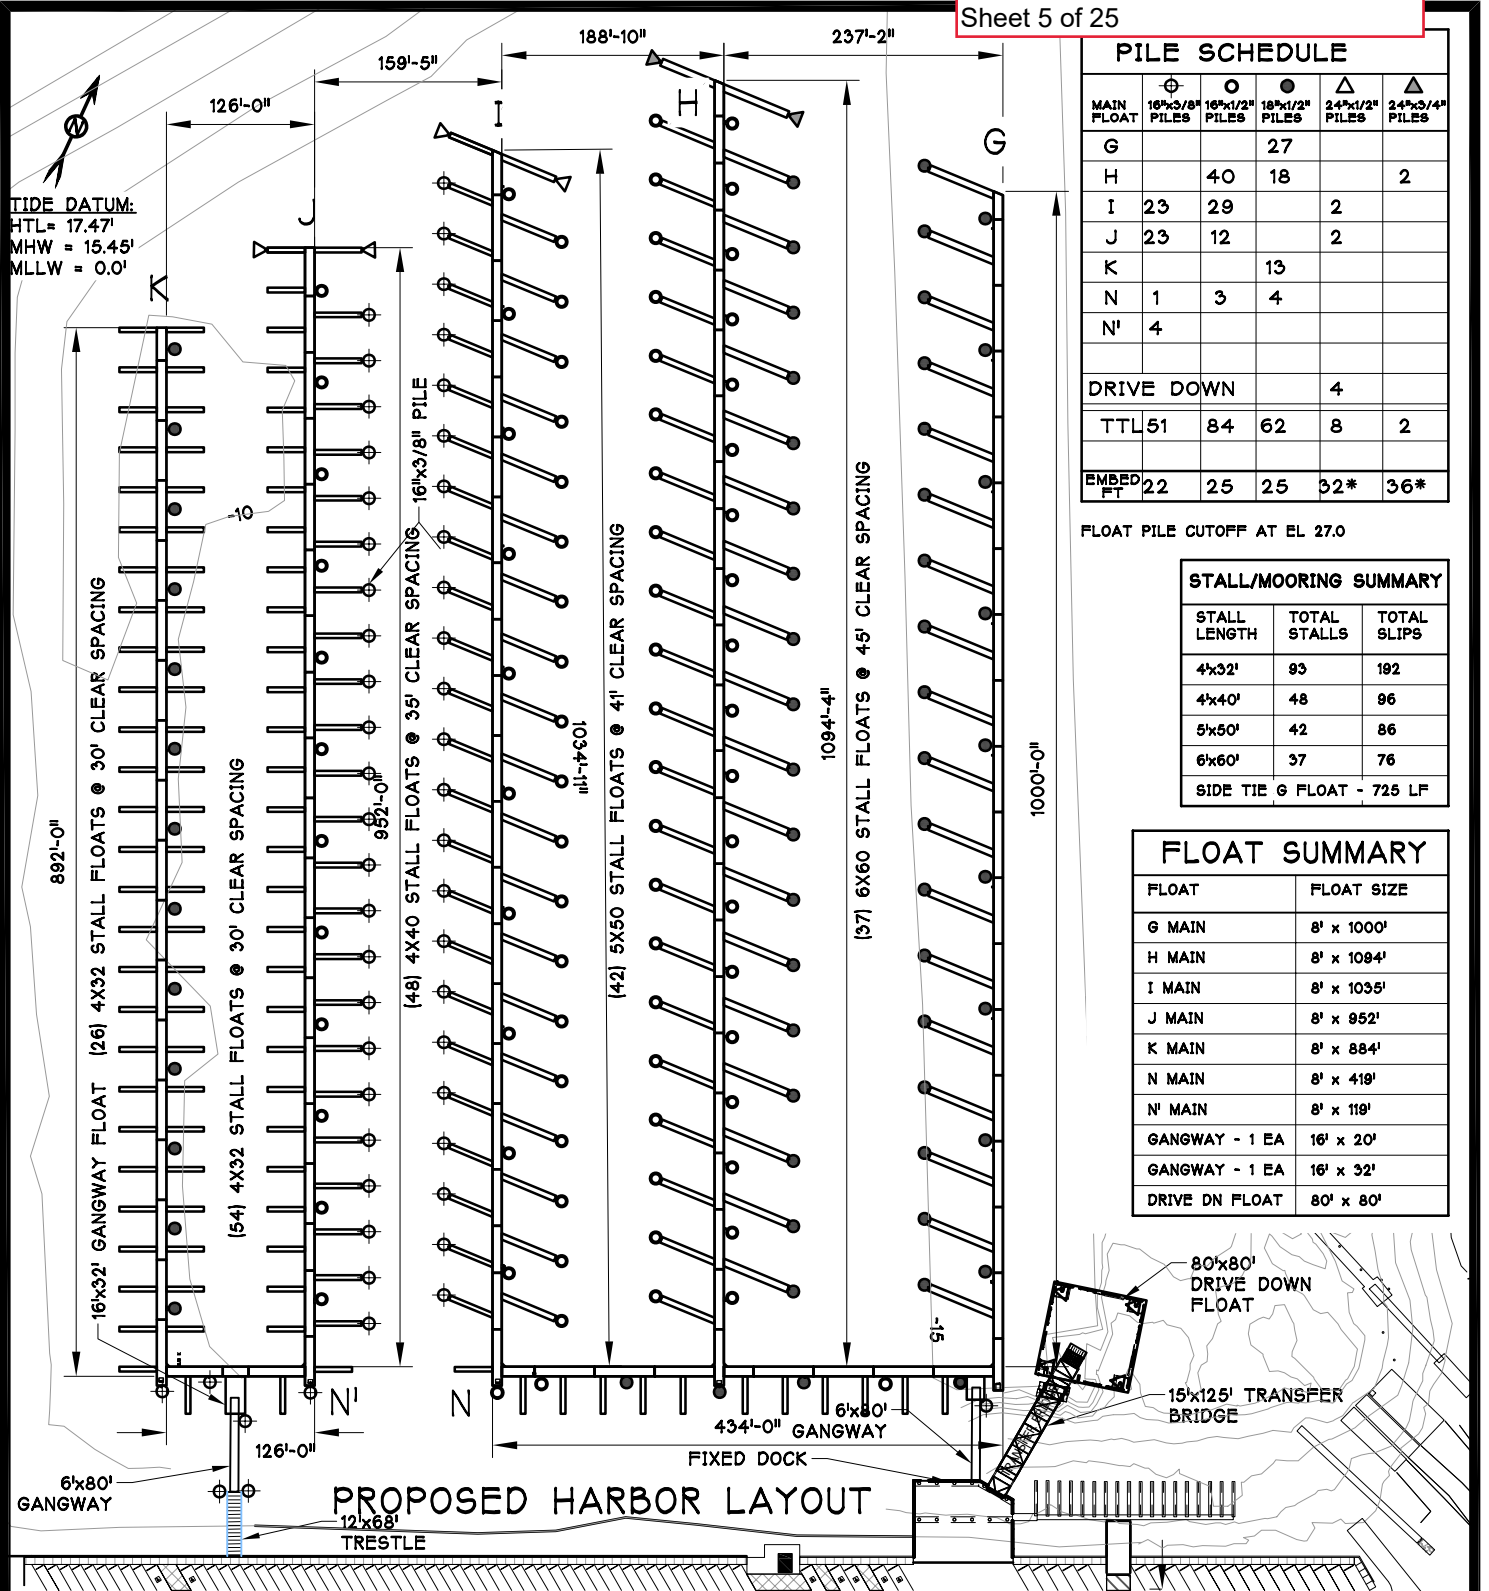 Sheet 5 of 25
188'-10"
237'-2"
159'-5"
126'-0"
N
TIDE DATUM:
HTL= 17.47'
MHW = 15.45'
MLLW = 0.0'
K
J
I
H
G
PILE SCHEDULE
MAIN FLOAT 16"x3/8" PILES 16"x1/2" PILES 18"x1/2" PILES 24"x1/2" PILES 24"x3/4" PILES
G 27
H 40 18 2
I 23 29 2
J 23 12 2
K 13
N 1 3 4
N' 4
DRIVE DOWN 4
TTL 51 84 62 8 2
EMBED FT 22 25 25 32* 36*
FLOAT PILE CUTOFF AT EL 27.0
STALL/MOORING SUMMARY
STALL LENGTH TOTAL STALLS TOTAL SLIPS
4'x32' 93 192
4'x40' 48 96
5'x50' 42 86
6'x60' 37 76
SIDE TIE G FLOAT - 725 LF
FLOAT SUMMARY
FLOAT FLOAT SIZE
G MAIN 8' x 1000'
H MAIN 8' x 1094'
I MAIN 8' x 1035'
J MAIN 8' x 952'
K MAIN 8' x 884'
N MAIN 8' x 419'
N' MAIN 8' x 119'
GANGWAY - 1 EA 16' x 20'
GANGWAY - 1 EA 16' x 32'
DRIVE DN FLOAT 80' x 80'
892'-0"
16'x32' GANGWAY FLOAT
(26) 4X32 STALL FLOATS @ 30' CLEAR SPACING
-10
(54) 4X32 STALL FLOATS @ 30' CLEAR SPACING
952'-0"
16"x3/8" PILE
(48) 4X40 STALL FLOATS @ 35' CLEAR SPACING
1034'-11"
(42) 5X50 STALL FLOATS @ 41' CLEAR SPACING
1094'-4"
(37) 6X60 STALL FLOATS @ 45' CLEAR SPACING
1000'-0"
-15
80'x80'
DRIVE DOWN
FLOAT
15'x125' TRANSFER
BRIDGE
N'
N
126'-0"
434'-0"
6'x80'
GANGWAY
FIXED DOCK
6'x80'
GANGWAY
PROPOSED HARBOR LAYOUT
12'x68'
TRESTLE